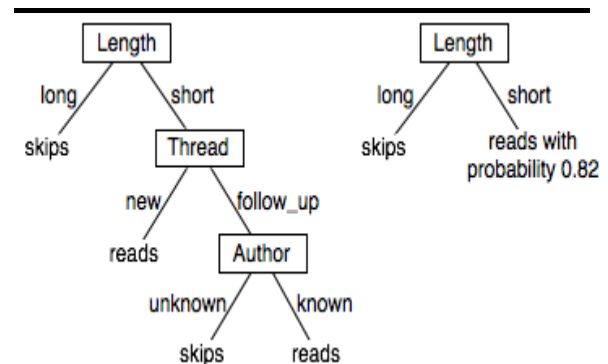 Length
long
short
skips
Thread
new
follow_up
reads
Author
unknown
known
skips
reads
Length
long
short
skips
reads with
probability 0.82